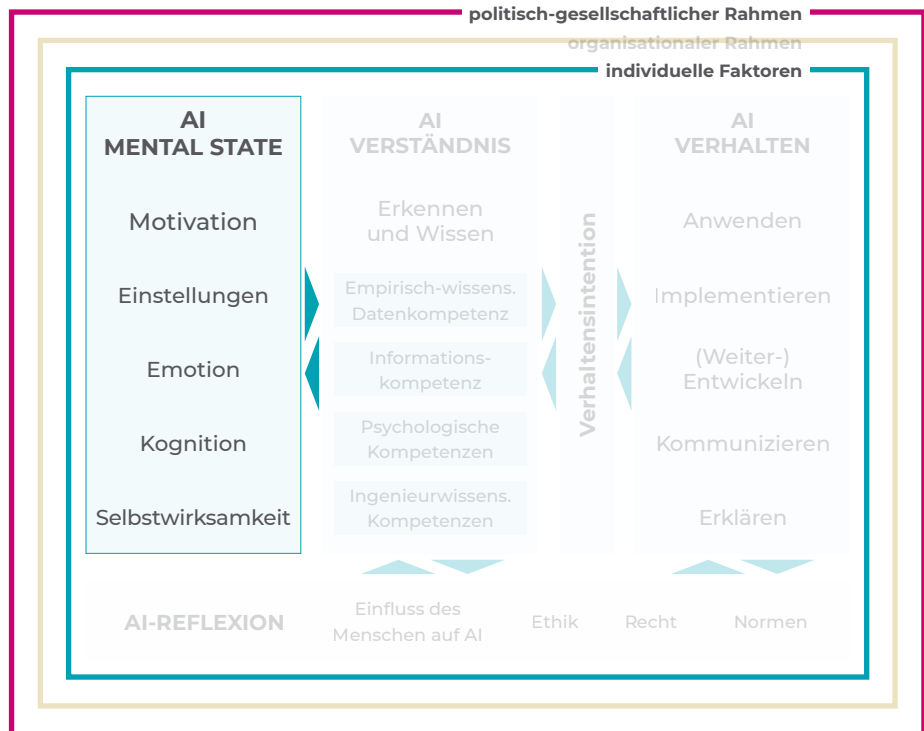 politisch-gesellschaftlicher Rahmen
organisationaler Rahmen
individuelle Faktoren
AI
MENTAL STATE
Motivation
Einstellungen
Emotion
Kognition
Selbstwirksamkeit
AI
VERSTÄNDNIS
Erkennen
und Wissen
Empirisch-wissens.
Datenkompetenz
Informations-
kompetenz
Psychologische
Kompetenzen
Ingenieurwissens.
Kompetenzen
Verhaltensintention
AI
VERHALTEN
Anwenden
Implementieren
(Weiter-)
Entwickeln
Kommunizieren
Erklären
AI-REFLEXION
Einfluss des
Menschen auf AI
Ethik
Recht
Normen